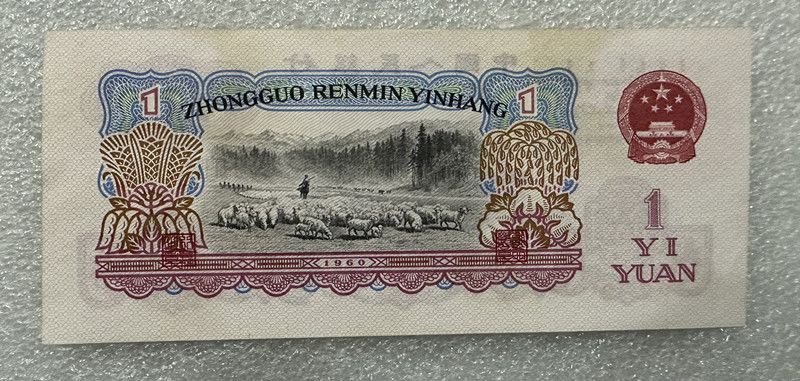 1
ZHONGGUO RENMIN YINHANG
1
1960
1
YI
YUAN